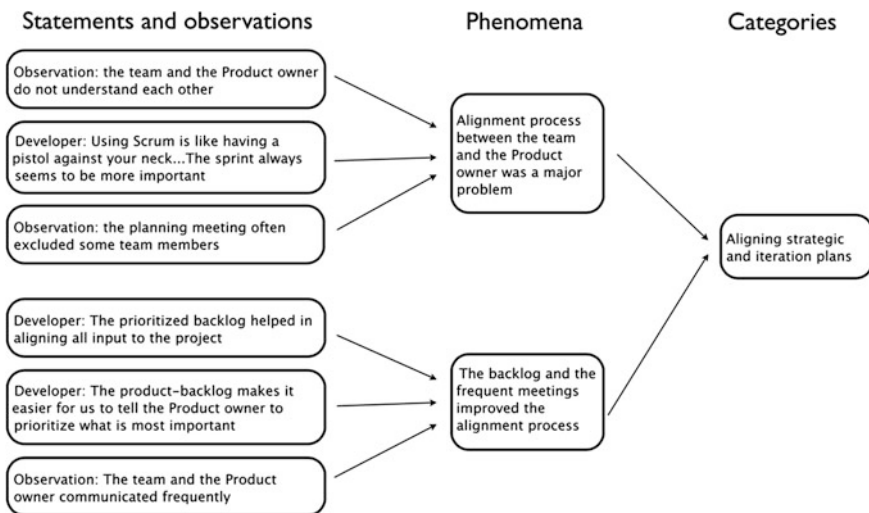 Statements and observations
Phenomena
Categories
Observation: the team and the Product owner
do not understand each other
Developer: Using Scrum is like having a
pistol against your neck...The sprint always
seems to be more important
Observation: the planning meeting often
excluded some team members
Developer: The prioritized backlog helped in
aligning all input to the project
Developer: The product-backlog makes it
easier for us to tell the Product owner to
prioritize what is most important
Observation: The team and the Product
owner communicated frequently
Alignment process
between the team
and the Product
owner was a major
problem
The backlog and the
frequent meetings
improved the
alignment process
Aligning strategic
and iteration plans